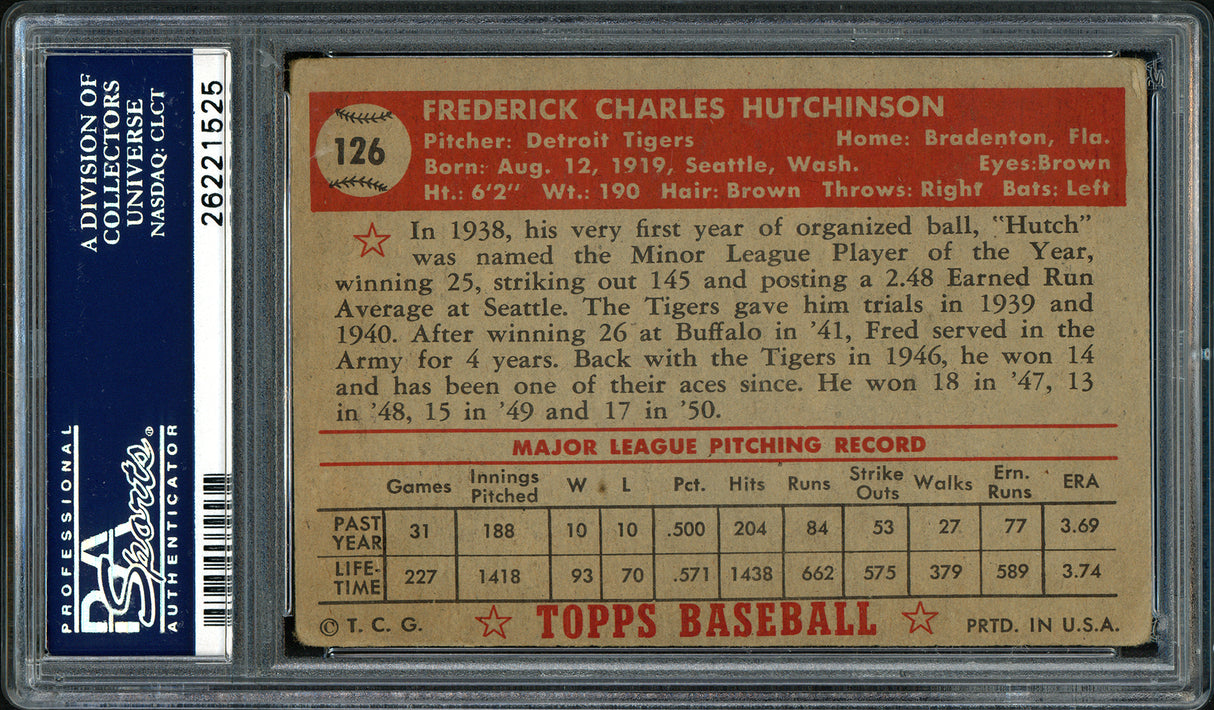 A DIVISION OF
COLLECTORS
UNIVERSE
NASDAQ: CLCT
26221525
PROFESSIONAL
PSA
Sports®
AUTHENTICATOR
126
FREDERICK CHARLES HUTCHINSON
Pitcher: Detroit Tigers Home: Bradenton, Fla.
Born: Aug. 12, 1919, Seattle, Wash. Eyes:Brown
Ht.: 6'2" Wt.: 190 Hair: Brown Throws: Right Bats: Left
In 1938, his very first year of organized ball, "Hutch"
was named the Minor League Player of the Year,
winning 25, striking out 145 and posting a 2.48 Earned Run
Average at Seattle. The Tigers gave him trials in 1939 and
1940. After winning 26 at Buffalo in '41, Fred served in the
Army for 4 years. Back with the Tigers in 1946, he won 14
and has been one of their aces since. He won 18 in '47, 13
in '48, 15 in '49 and 17 in '50.
MAJOR LEAGUE PITCHING RECORD
Games Innings Pitched W L Pct. Hits Runs Strike Outs Walks Ern. Runs ERA
PAST YEAR 31 188 10 10 .500 204 84 53 27 77 3.69
LIFE-TIME 227 1418 93 70 .571 1438 662 575 379 589 3.74
© T. C. G. TOPPS BASEBALL PRTD. IN U.S.A.